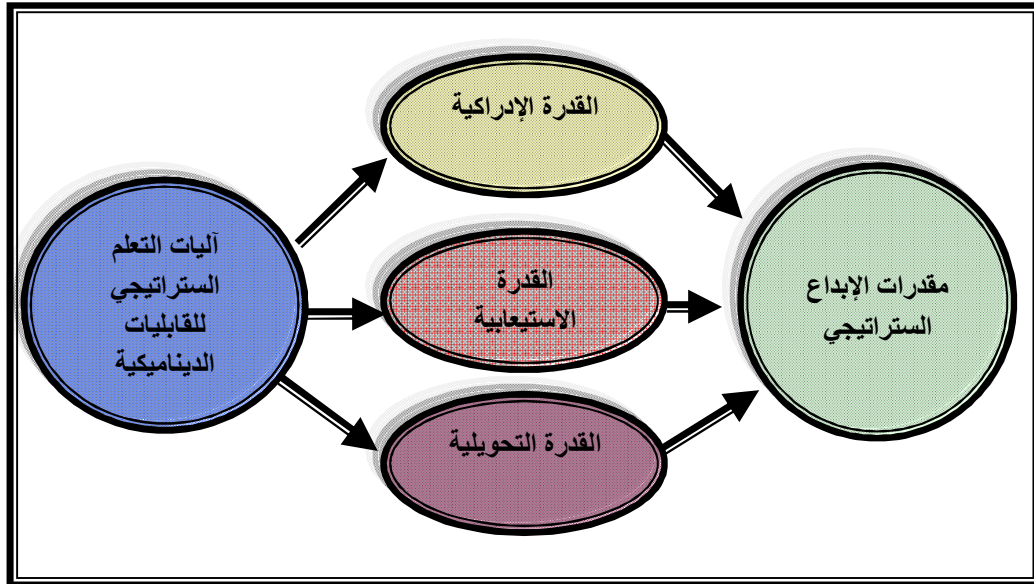 القدرة الإدراكية
آليات التعلم
الستراتيجي
للقابليات
الديناميكية
القدرة
الاستيعابية
مقدرات الإبداع
الستراتيجي
القدرة التحويلية